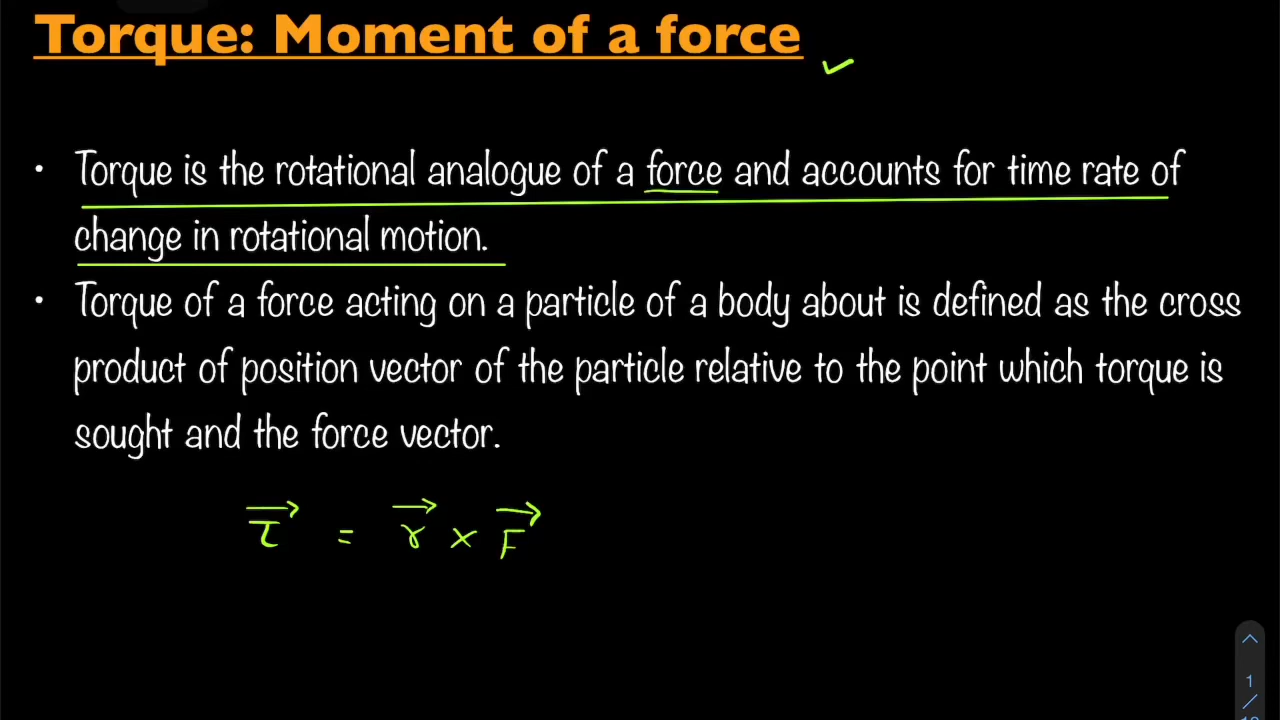 Torque: Moment of a force
• Torque is the rotational analogue of a force and accounts for time rate of
change in rotational motion.
• Torque of a force acting on a particle of a body about is defined as the cross
product of position vector of the particle relative to the point which torque is
sought and the force vector.
τ⃗ = r⃗ × F⃗
1
/